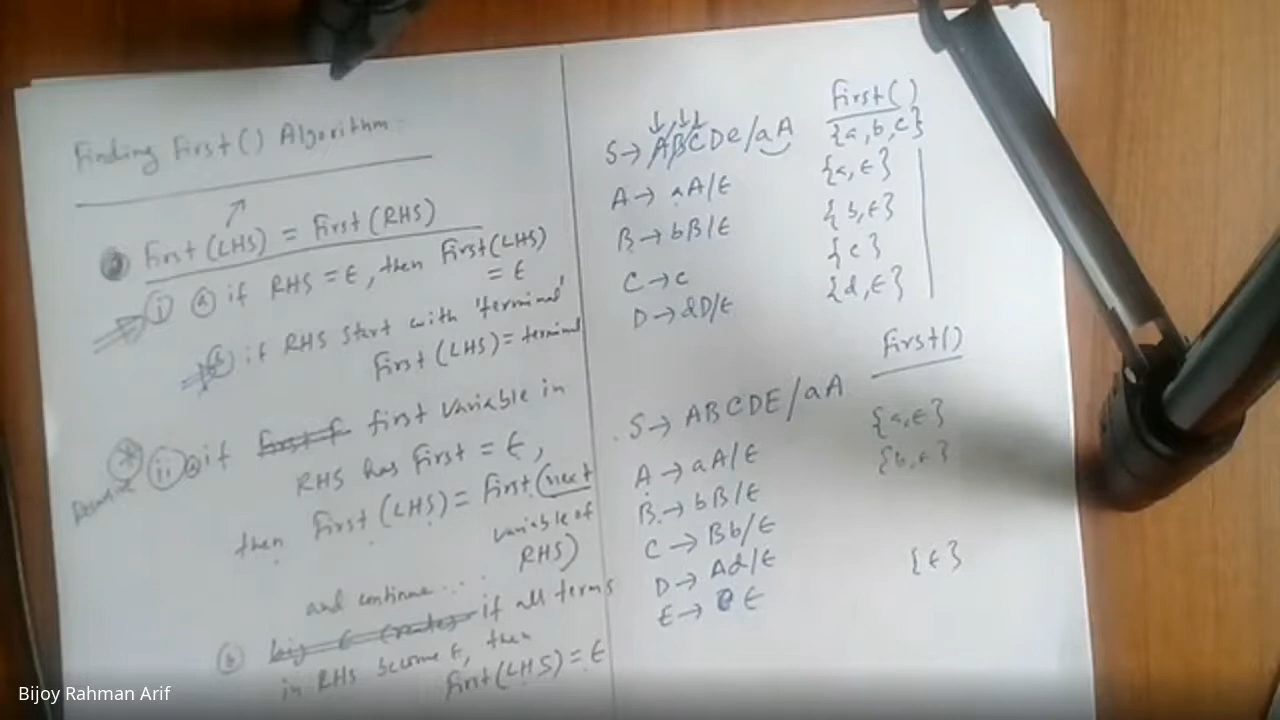 Finding First() Algorithm
First(LHS) = First(RHS)
i) a) if RHS = ϵ, then First(LHS)
= ϵ
b) if RHS start with 'terminal'
First(LHS) = terminal
ii) a) if first variable in
RHS has First = ϵ,
then First(LHS) = First(next
variable of
RHS)
and continue...
b) if all terms
in RHS become ϵ, then
First(LHS) = ϵ
First()
S → ABCDe/aA {a,b,c}
A → aA/ϵ {a,ϵ}
B → bB/ϵ {b,ϵ}
C → c {c}
D → dD/ϵ {d,ϵ}
First()
S → ABCDE/aA
A → aA/ϵ {a,ϵ}
B → bB/ϵ {b,ϵ}
C → Bb/ϵ
D → Ad/ϵ
E → ϵ {ϵ}
Bijoy Rahman Arif